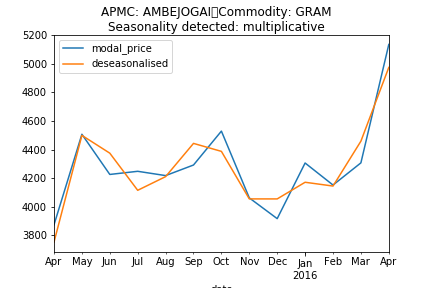 APMC: AMBEJOGAI▯Commodity: GRAM
Seasonality detected: multiplicative
5200
5000
4800
4600
4400
4200
4000
3800
modal_price
deseasonalised
Apr May Jun Jul Aug Sep Oct Nov Dec Jan Feb Mar Apr
2016